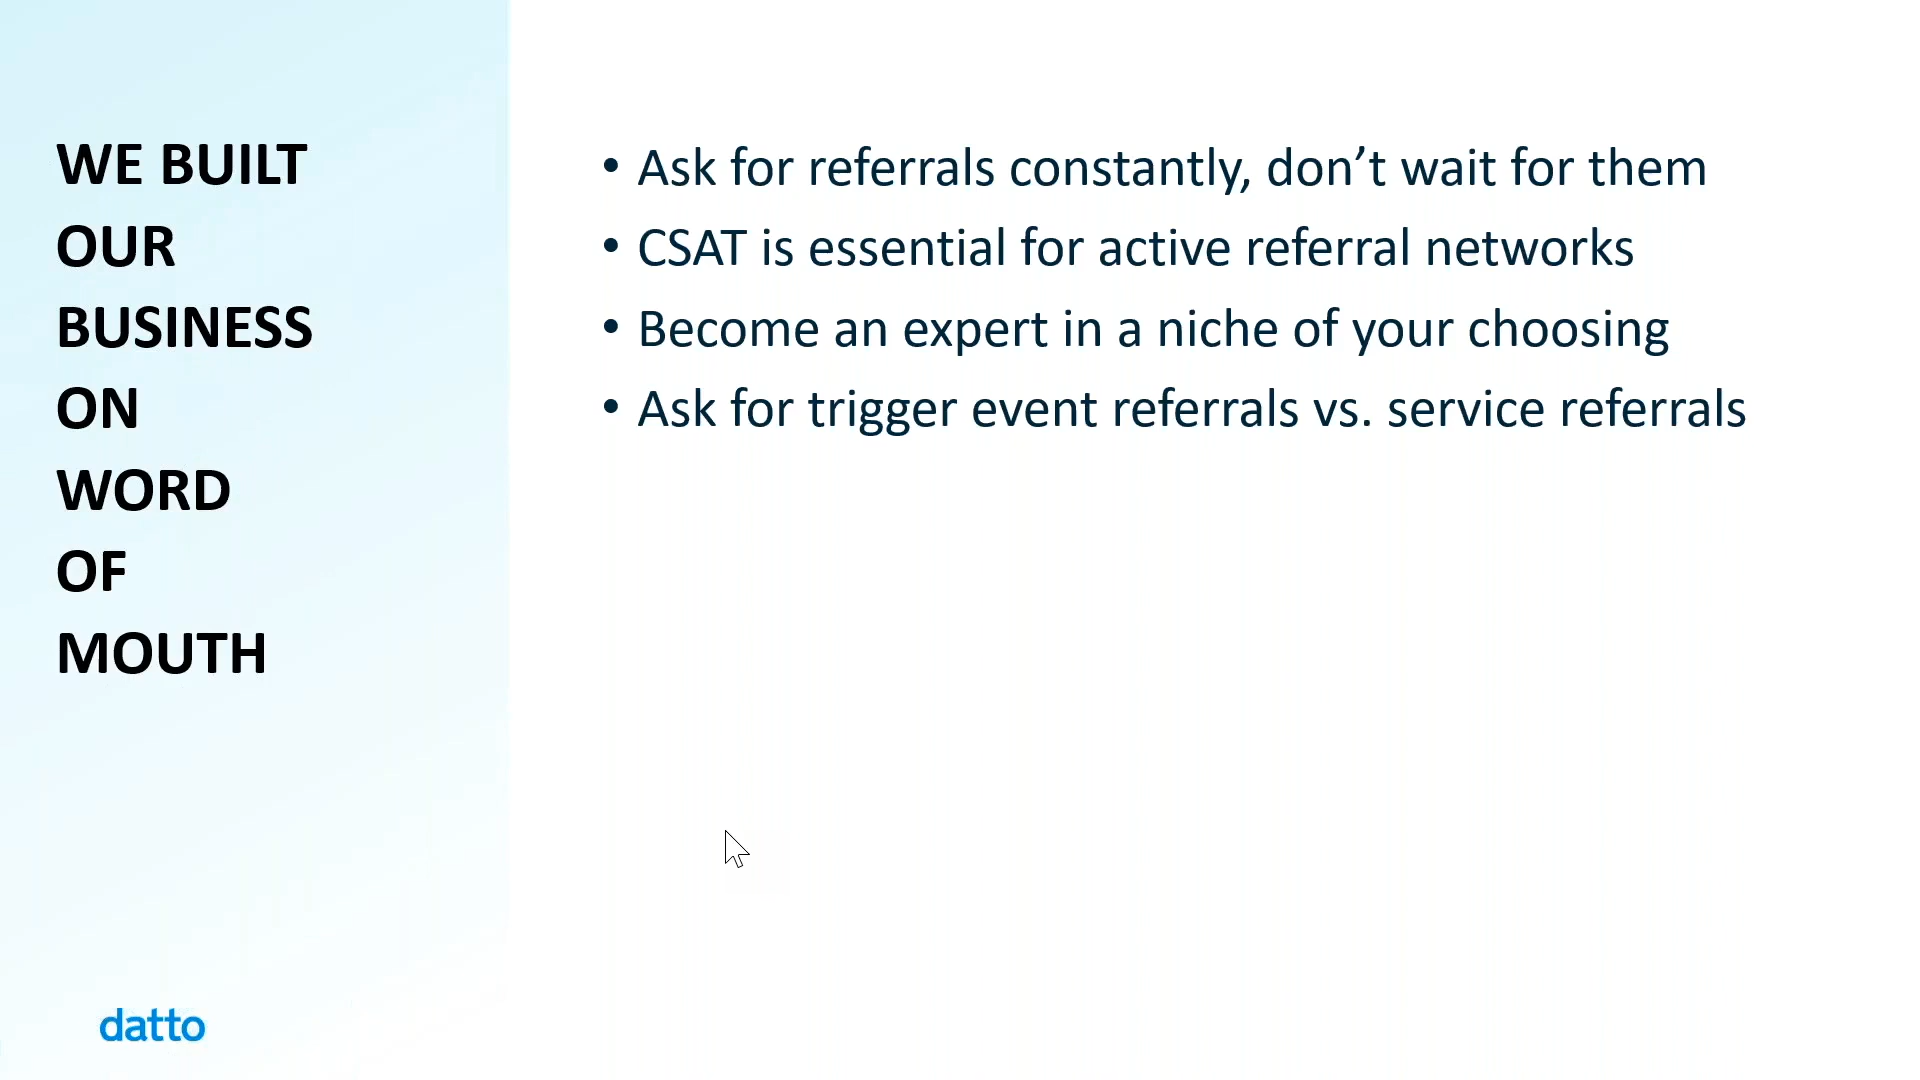 WE BUILT
OUR
BUSINESS
ON
WORD
OF
MOUTH
• Ask for referrals constantly, don’t wait for them
• CSAT is essential for active referral networks
• Become an expert in a niche of your choosing
• Ask for trigger event referrals vs. service referrals
datto